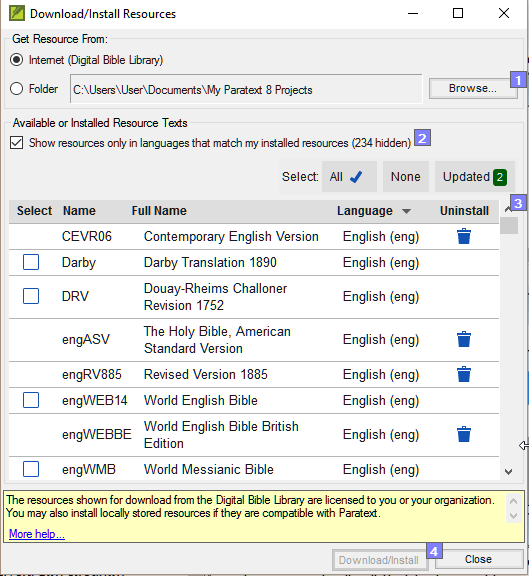 Download/Install Resources
Get Resource From:
Internet (Digital Bible Library)
Folder C:\Users\User\Documents\My Paratext 8 Projects Browse... 1
Available or Installed Resource Texts
Show resources only in languages that match my installed resources (234 hidden) 2
Select: All None Updated 2
Select Name Full Name Language Uninstall 3
CEVR06 Contemporary English Version English (eng)
Darby Darby Translation 1890 English (eng)
DRV Douay-Rheims Challoner Revision 1752 English (eng)
engASV The Holy Bible, American Standard Version English (eng)
engRV885 Revised Version 1885 English (eng)
engWEB14 World English Bible English (eng)
engWEBBE World English Bible British Edition English (eng)
engWMB World Messianic Bible English (eng)
The resources shown for download from the Digital Bible Library are licensed to you or your organization.
You may also install locally stored resources if they are compatible with Paratext.
More help...
Download/Install 4 Close